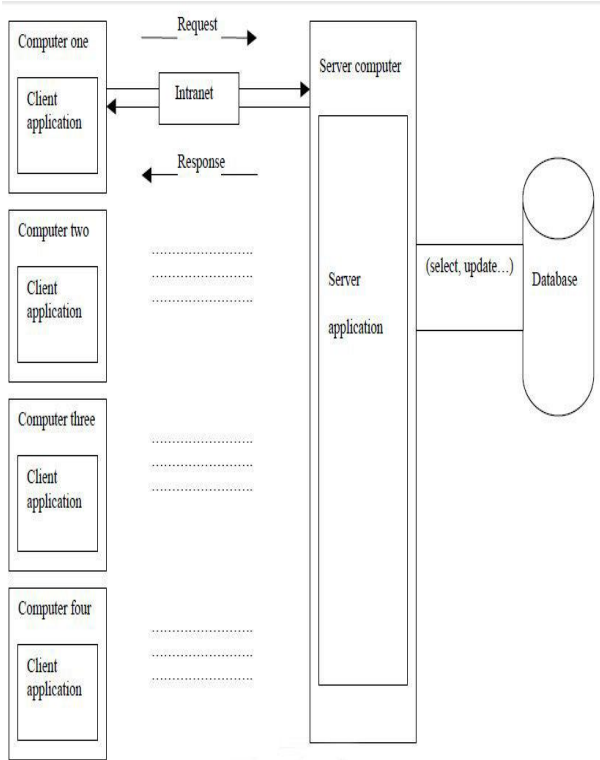 Computer one
Client
application
Request
Intranet
Response
Server computer
Server
application
(select, update…)
Database
Computer two
Client
application
Computer three
Client
application
Computer four
Client
application